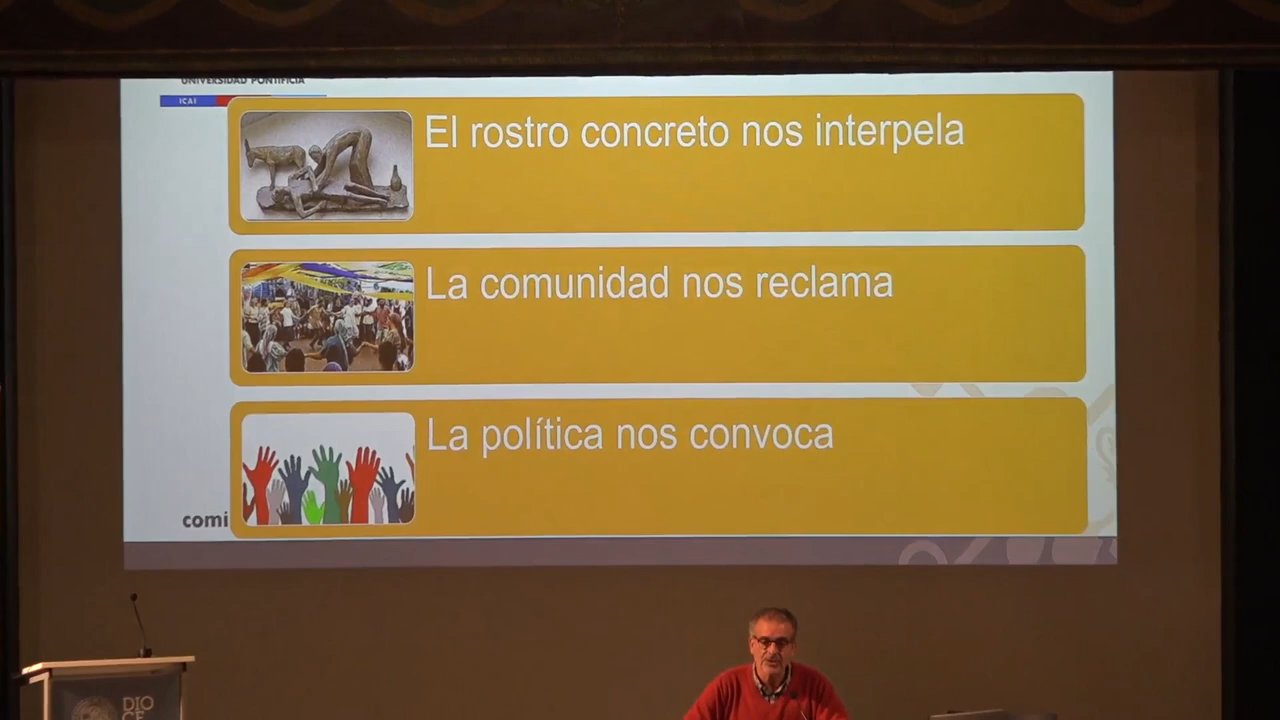 UNIVERSIDAD PONTIFICIA
ICAI
El rostro concreto nos interpela
La comunidad nos reclama
La política nos convoca
comi
DIO
CE